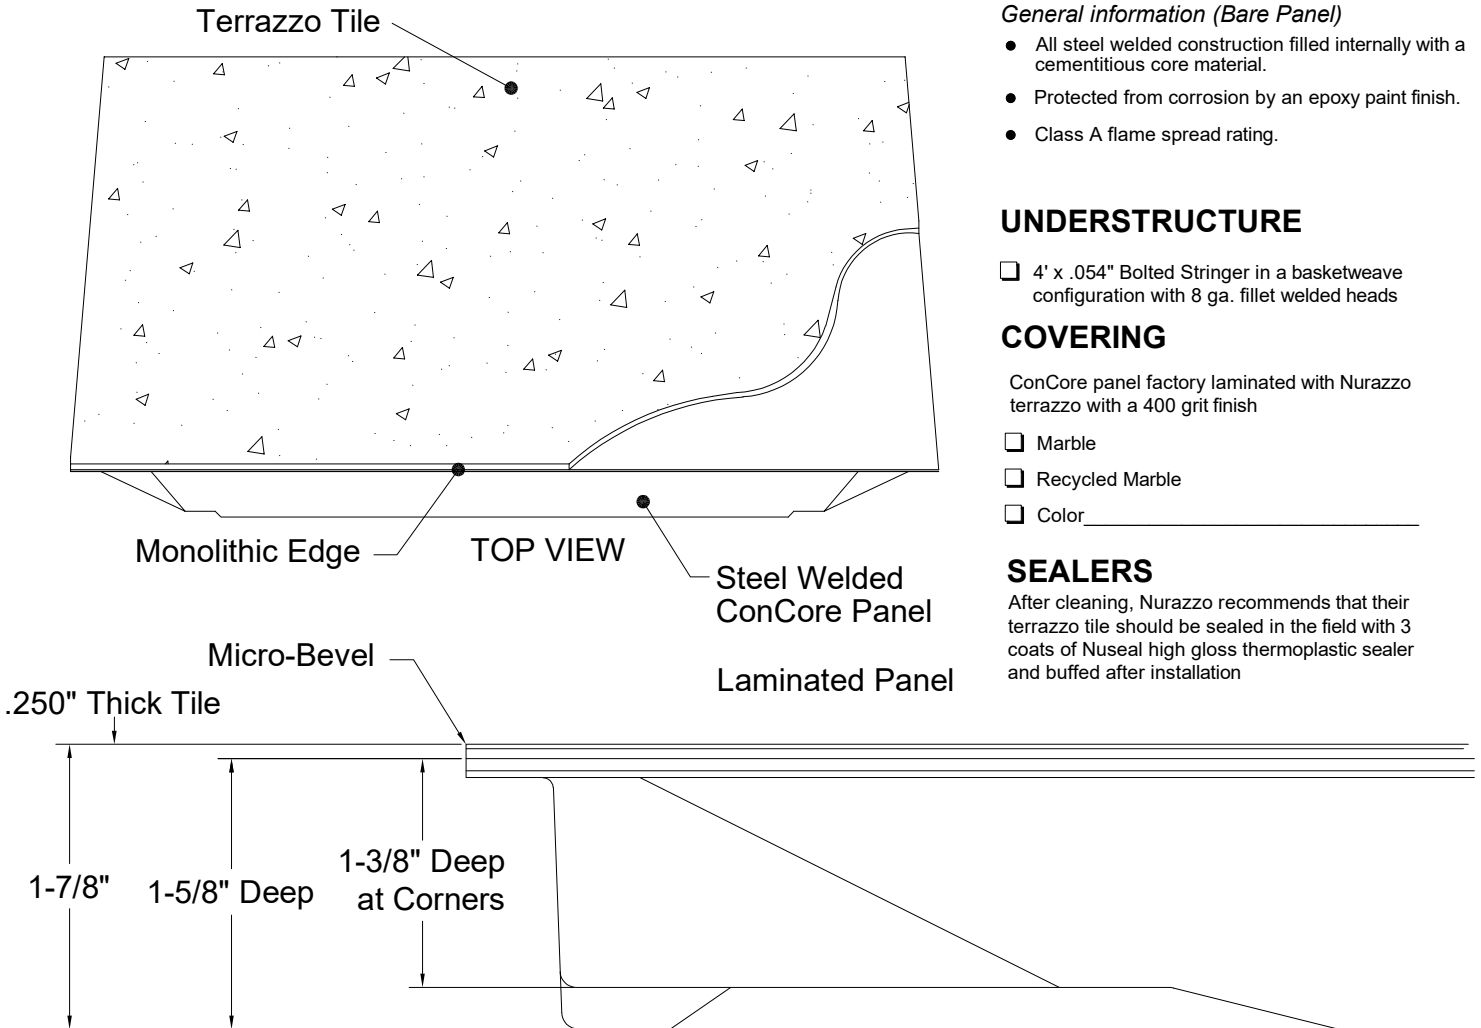 Terrazzo Tile
Monolithic Edge
TOP VIEW
Steel Welded
ConCore Panel
Micro-Bevel
Laminated Panel
.250" Thick Tile
1-7/8"
1-5/8" Deep
1-3/8" Deep
at Corners
General information (Bare Panel)
● All steel welded construction filled internally with a
cementitious core material.
● Protected from corrosion by an epoxy paint finish.
● Class A flame spread rating.
UNDERSTRUCTURE
❏ 4' x .054" Bolted Stringer in a basketweave
configuration with 8 ga. fillet welded heads
COVERING
ConCore panel factory laminated with Nurazzo
terrazzo with a 400 grit finish
❏ Marble
❏ Recycled Marble
❏ Color______________________________
SEALERS
After cleaning, Nurazzo recommends that their
terrazzo tile should be sealed in the field with 3
coats of Nuseal high gloss thermoplastic sealer
and buffed after installation